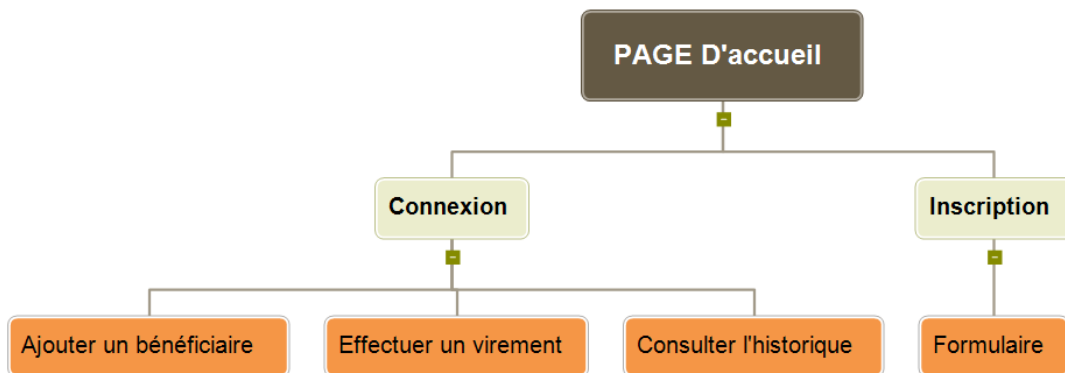 PAGE D'accueil
Connexion
Inscription
Ajouter un bénéficiaire
Effectuer un virement
Consulter l'historique
Formulaire